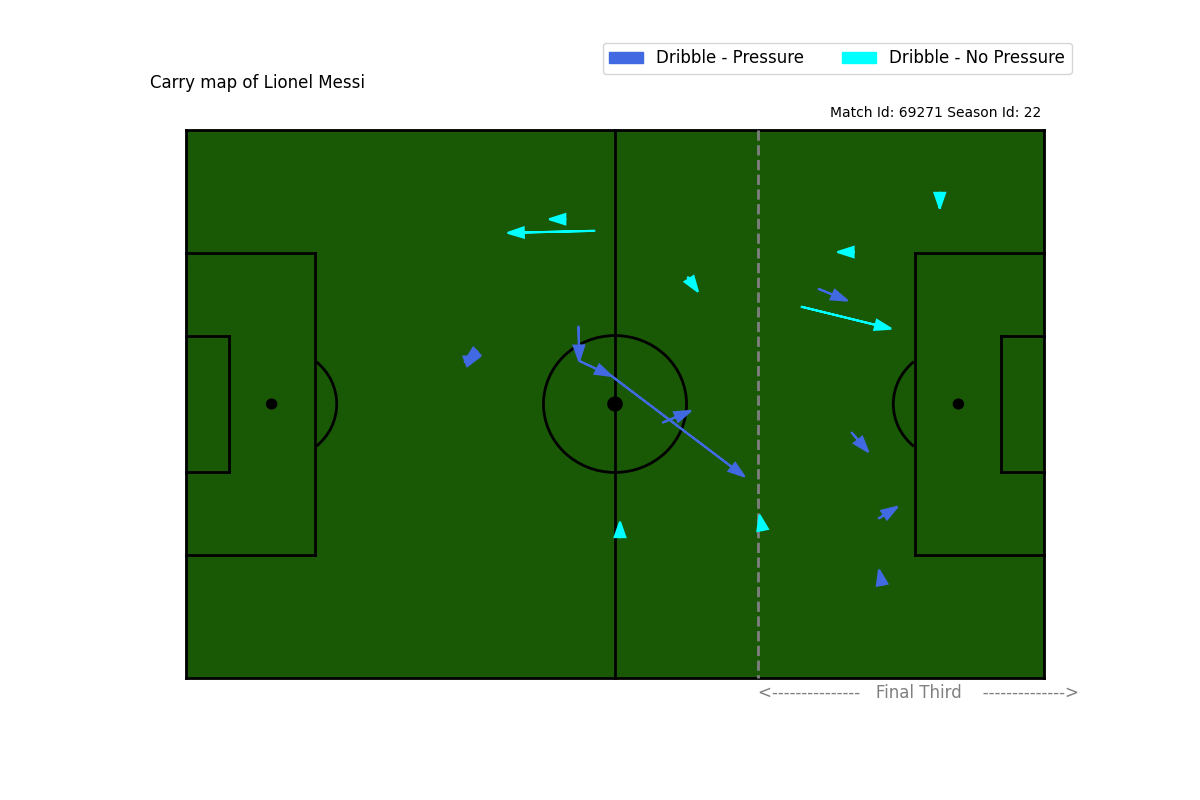 Dribble - Pressure Dribble - No Pressure
Carry map of Lionel Messi
Match Id: 69271 Season Id: 22
<--------------- Final Third -------------->